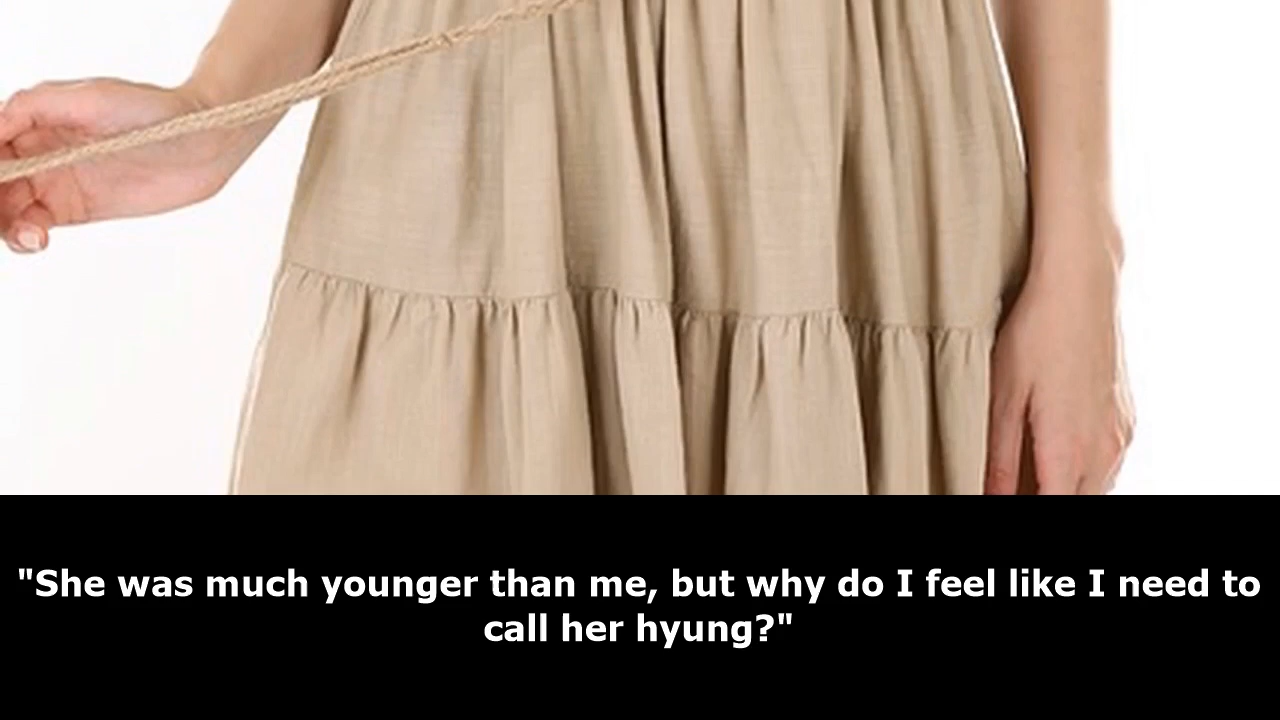 "She was much younger than me, but why do I feel like I need to
call her hyung?"